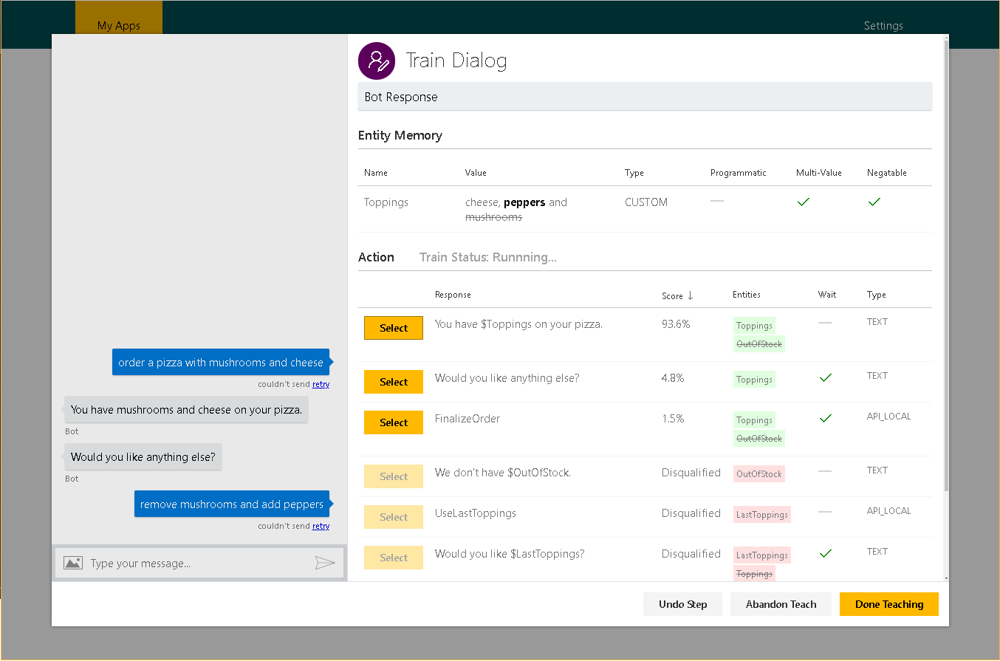 My Apps
Settings
order a pizza with mushrooms and cheese
couldn't send retry
You have mushrooms and cheese on your pizza.
Bot
Would you like anything else?
Bot
remove mushrooms and add peppers
couldn't send retry
Type your message...
Train Dialog
Bot Response
Entity Memory
Name Value Type Programmatic Multi-Value Negatable
Toppings cheese, peppers and CUSTOM
mushrooms
Action Train Status: Runnning...
Response Score ↓ Entities Wait Type
Select You have $Toppings on your pizza. 93.6% Toppings TEXT
OutOfStock
Select Would you like anything else? 4.8% Toppings TEXT
Select FinalizeOrder 1.5% Toppings API_LOCAL
OutOfStock
Select We don't have $OutOfStock. Disqualified OutOfStock TEXT
Select UseLastToppings Disqualified LastToppings API_LOCAL
Select Would you like $LastToppings? Disqualified LastToppings TEXT
Toppings
Undo Step Abandon Teach Done Teaching